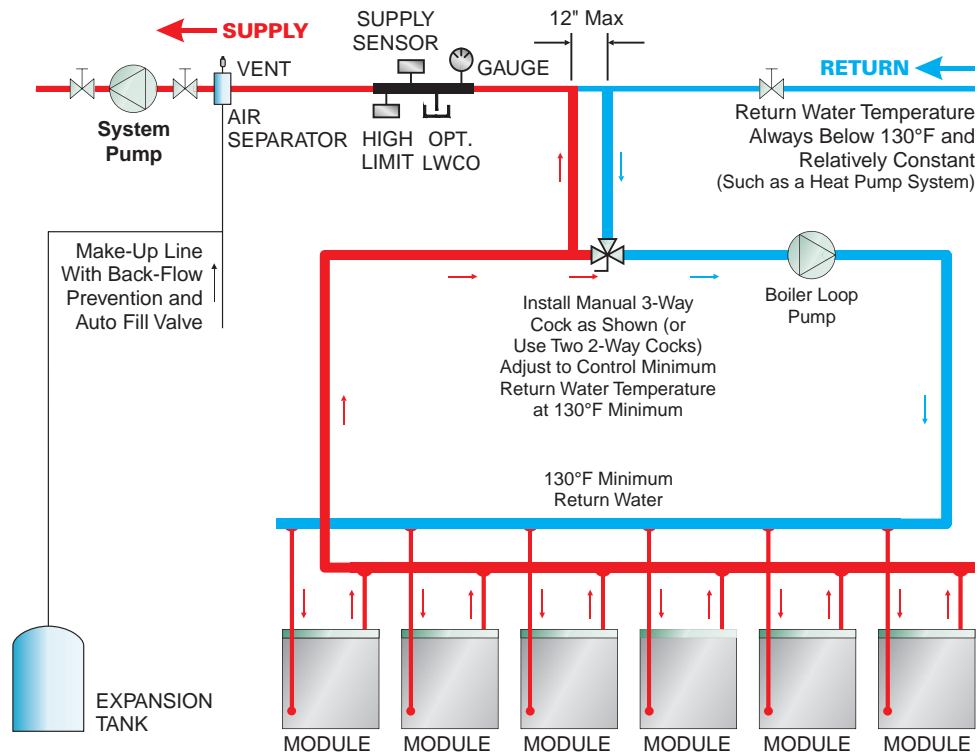 SUPPLY
SUPPLY
SENSOR
12" Max
VENT
GAUGE
RETURN
System
Pump
AIR
SEPARATOR
HIGH
LIMIT
OPT.
LWCO
Return Water Temperature
Always Below 130°F and
Relatively Constant
(Such as a Heat Pump System)
Make-Up Line
With Back-Flow
Prevention and
Auto Fill Valve
Install Manual 3-Way
Cock as Shown (or
Use Two 2-Way Cocks)
Adjust to Control Minimum
Return Water Temperature
at 130°F Minimum
Boiler Loop
Pump
130°F Minimum
Return Water
EXPANSION
TANK
MODULE
MODULE
MODULE
MODULE
MODULE
MODULE